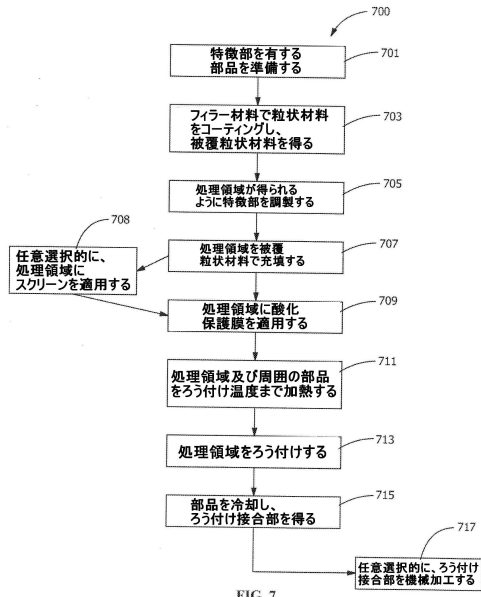 700
特徴部を有する
部品を準備する
701
フィラー材料で粒状材料
をコーティングし、
被覆粒状材料を得る
703
処理領域が得られる
ように特徴部を調製する
705
708
任意選択的に、
処理領域に
スクリーンを適用する
処理領域を被覆
粒状材料で充填する
707
処理領域に酸化
保護膜を適用する
709
処理領域及び周囲の部品
をろう付け温度まで加熱する
711
処理領域をろう付けする
713
部品を冷却し、
ろう付け接合部を得る
715
717
任意選択的に、ろう付け
接合部を機械加工する
FIG. 7